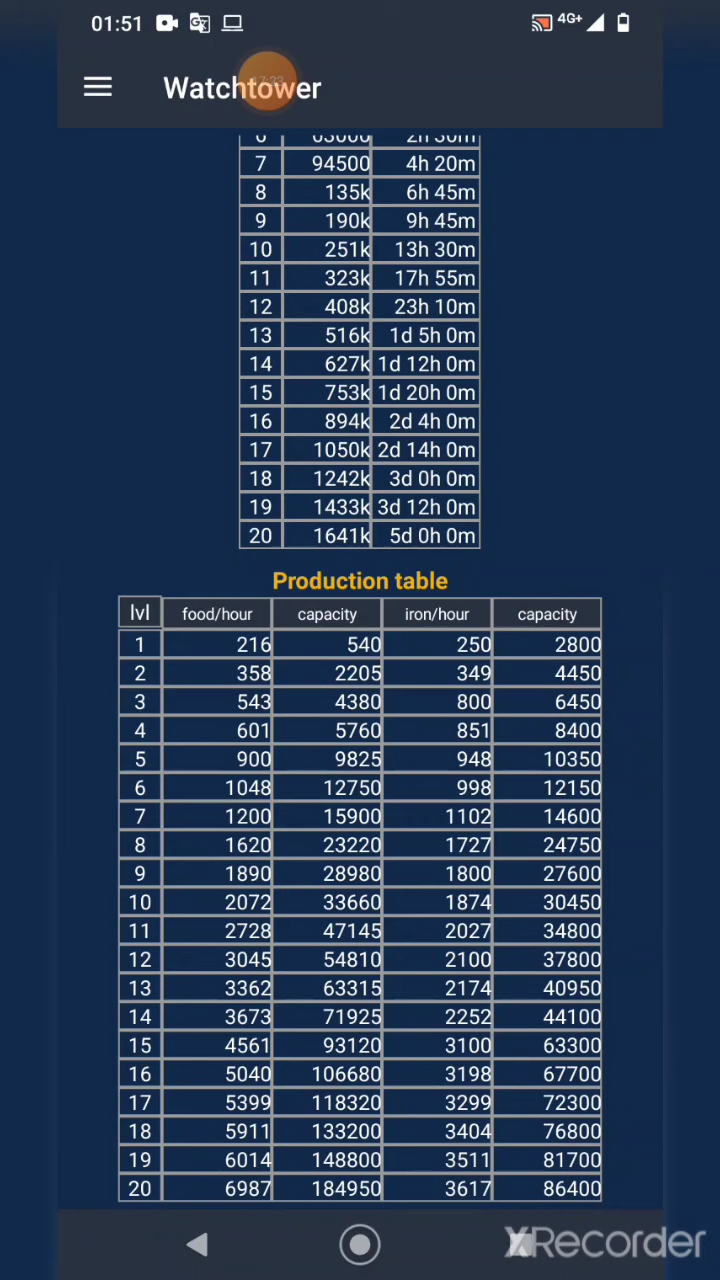 01:51 4G+
Watchtower 17:23
7 94500 4h 20m
8 135k 6h 45m
9 190k 9h 45m
10 251k 13h 30m
11 323k 17h 55m
12 408k 23h 10m
13 516k 1d 5h 0m
14 627k 1d 12h 0m
15 753k 1d 20h 0m
16 894k 2d 4h 0m
17 1050k 2d 14h 0m
18 1242k 3d 0h 0m
19 1433k 3d 12h 0m
20 1641k 5d 0h 0m
Production table
lvl food/hour capacity iron/hour capacity
1 216 540 250 2800
2 358 2205 349 4450
3 543 4380 800 6450
4 601 5760 851 8400
5 900 9825 948 10350
6 1048 12750 998 12150
7 1200 15900 1102 14600
8 1620 23220 1727 24750
9 1890 28980 1800 27600
10 2072 33660 1874 30450
11 2728 47145 2027 34800
12 3045 54810 2100 37800
13 3362 63315 2174 40950
14 3673 71925 2252 44100
15 4561 93120 3100 63300
16 5040 106680 3198 67700
17 5399 118320 3299 72300
18 5911 133200 3404 76800
19 6014 148800 3511 81700
20 6987 184950 3617 86400
XRecorder